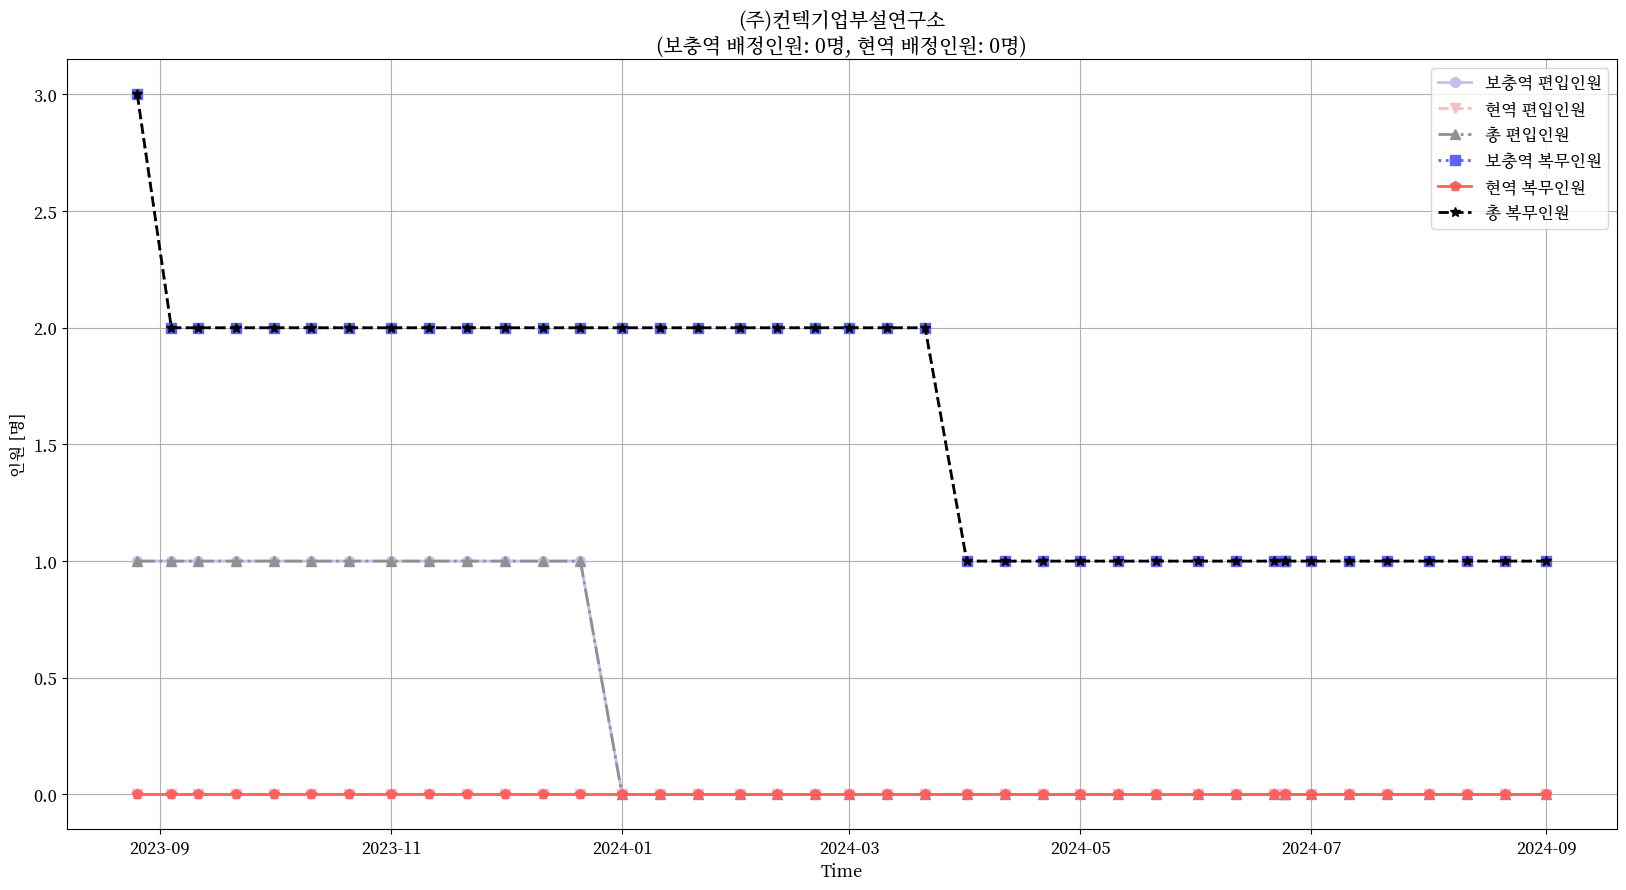 (주)컨텍기업부설연구소
(보충역 배정인원: 0명, 현역 배정인원: 0명)
보충역 편입인원
현역 편입인원
총 편입인원
보충역 복무인원
현역 복무인원
총 복무인원
인원 [명]
3.0
2.5
2.0
1.5
1.0
0.5
0.0
2023-09
2023-11
2024-01
2024-03
2024-05
2024-07
2024-09
Time